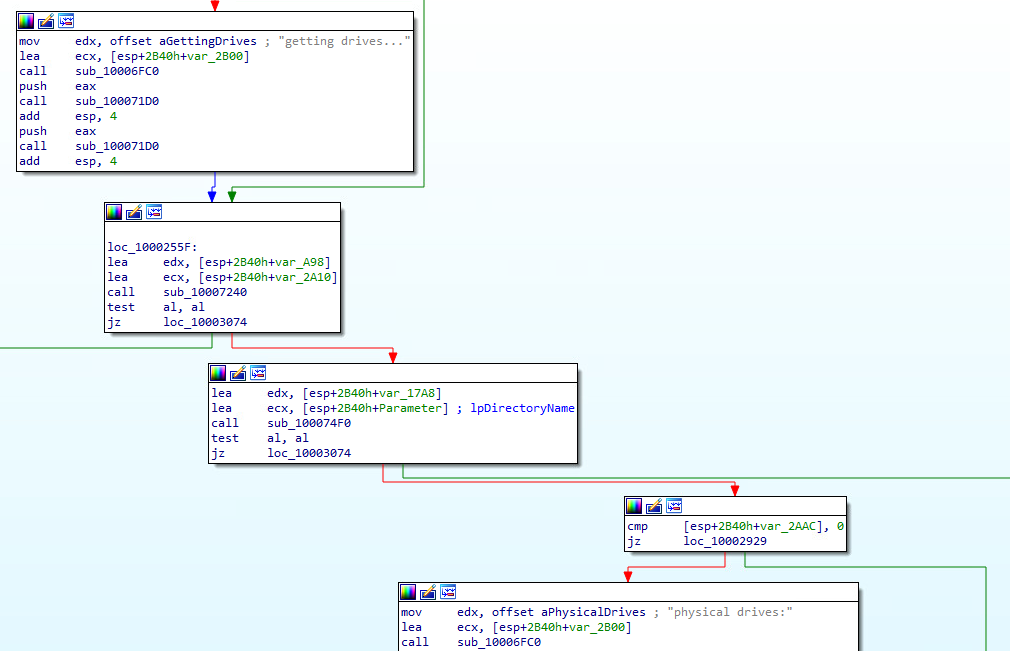 mov edx, offset aGettingDrives ; "getting drives..."
lea ecx, [esp+2B40h+var_2B00]
call sub_10006FC0
push eax
call sub_100071D0
add esp, 4
push eax
call sub_100071D0
add esp, 4
loc_1000255F:
lea edx, [esp+2B40h+var_A98]
lea ecx, [esp+2B40h+var_2A10]
call sub_10007240
test al, al
jz loc_10003074
lea edx, [esp+2B40h+var_17A8]
lea ecx, [esp+2B40h+Parameter] ; lpDirectoryName
call sub_100074F0
test al, al
jz loc_10003074
cmp [esp+2B40h+var_2AAC], 0
jz loc_10002929
mov edx, offset aPhysicalDrives ; "physical drives:"
lea ecx, [esp+2B40h+var_2B00]
call sub_10006FC0